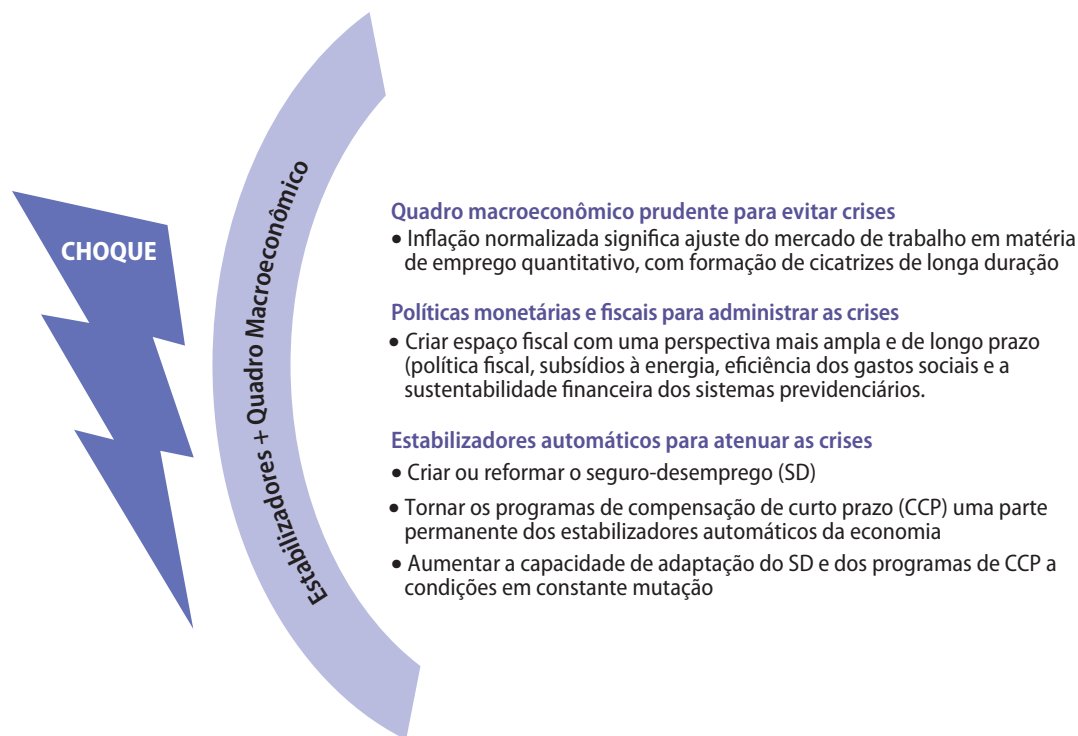 CHOQUE
Estabilizadores + Quadro Macroeconômico
Quadro macroeconômico prudente para evitar crises
• Inflação normalizada significa ajuste do mercado de trabalho em matéria
de emprego quantitativo, com formação de cicatrizes de longa duração
Políticas monetárias e fiscais para administrar as crises
• Criar espaço fiscal com uma perspectiva mais ampla e de longo prazo
(política fiscal, subsídios à energia, eficiência dos gastos sociais e a
sustentabilidade financeira dos sistemas previdenciários.
Estabilizadores automáticos para atenuar as crises
• Criar ou reformar o seguro-desemprego (SD)
• Tornar os programas de compensação de curto prazo (CCP) uma parte
permanente dos estabilizadores automáticos da economia
• Aumentar a capacidade de adaptação do SD e dos programas de CCP a
condições em constante mutação